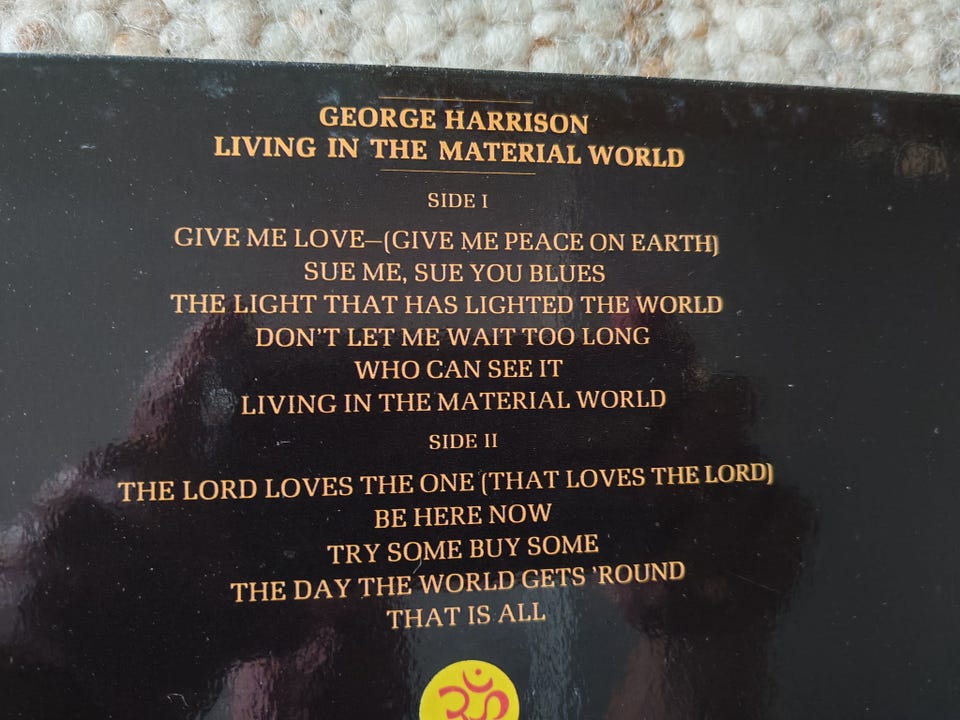 GEORGE HARRISON
LIVING IN THE MATERIAL WORLD
SIDE I
GIVE ME LOVE—(GIVE ME PEACE ON EARTH)
SUE ME, SUE YOU BLUES
THE LIGHT THAT HAS LIGHTED THE WORLD
DON'T LET ME WAIT TOO LONG
WHO CAN SEE IT
LIVING IN THE MATERIAL WORLD
SIDE II
THE LORD LOVES THE ONE (THAT LOVES THE LORD)
BE HERE NOW
TRY SOME BUY SOME
THE DAY THE WORLD GETS 'ROUND
THAT IS ALL
ॐ